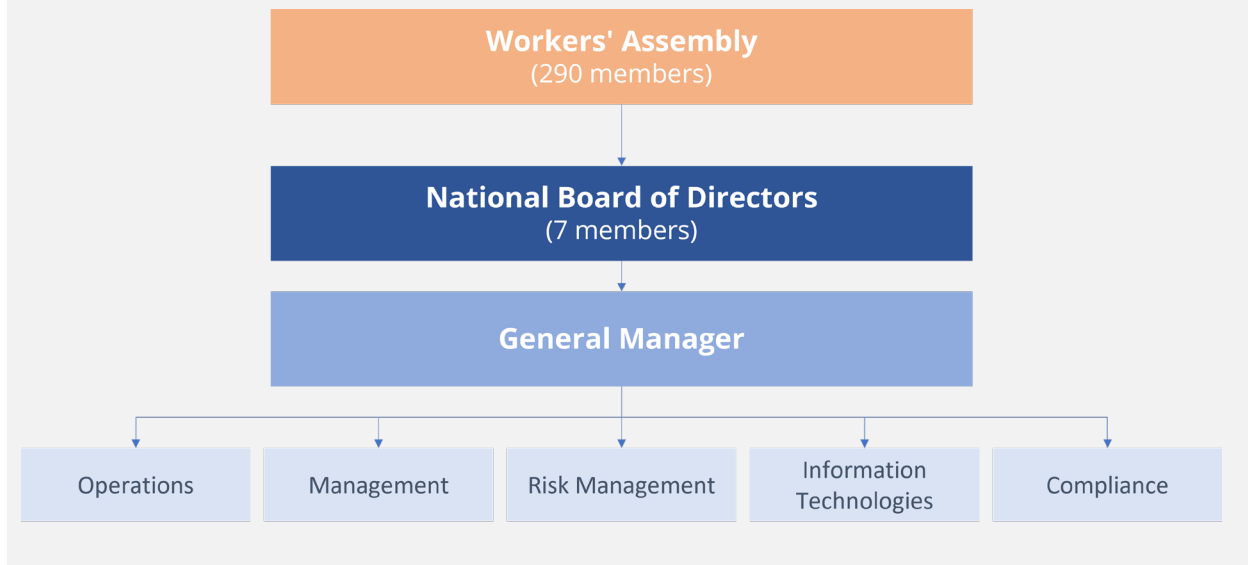 Workers' Assembly
(290 members)
National Board of Directors
(7 members)
General Manager
Operations
Management
Risk Management
Information
Technologies
Compliance